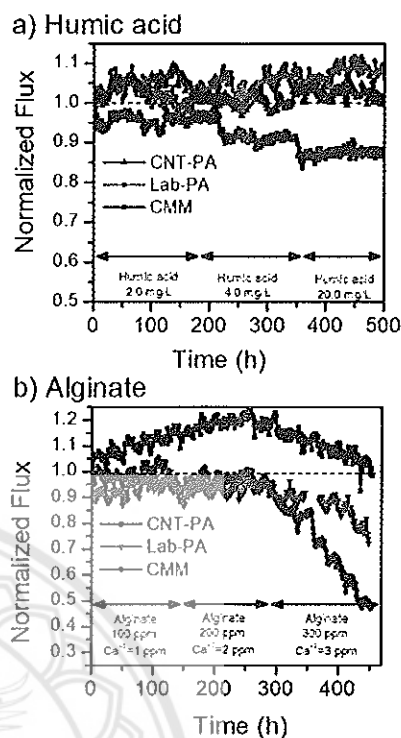 a) Humic acid
Normalized Flux
1.1
1.0
0.9
0.8
0.7
0.6
0.5
CNT-PA
Lab-PA
CMM
Humic acid
2.0 mg/L
Humic acid
4.0 mg/L
Humic acid
20.0 mg/L
0 100 200 300 400 500
Time (h)
b) Alginate
Normalized Flux
1.2
1.1
1.0
0.9
0.8
0.7
0.6
0.5
0.4
0.3
CNT-PA
Lab-PA
CMM
Alginate
100 ppm
Ca²⁺=1 ppm
Alginate
200 ppm
Ca²⁺=2 ppm
Alginate
300 ppm
Ca²⁺=3 ppm
0 100 200 300 400
Time (h)